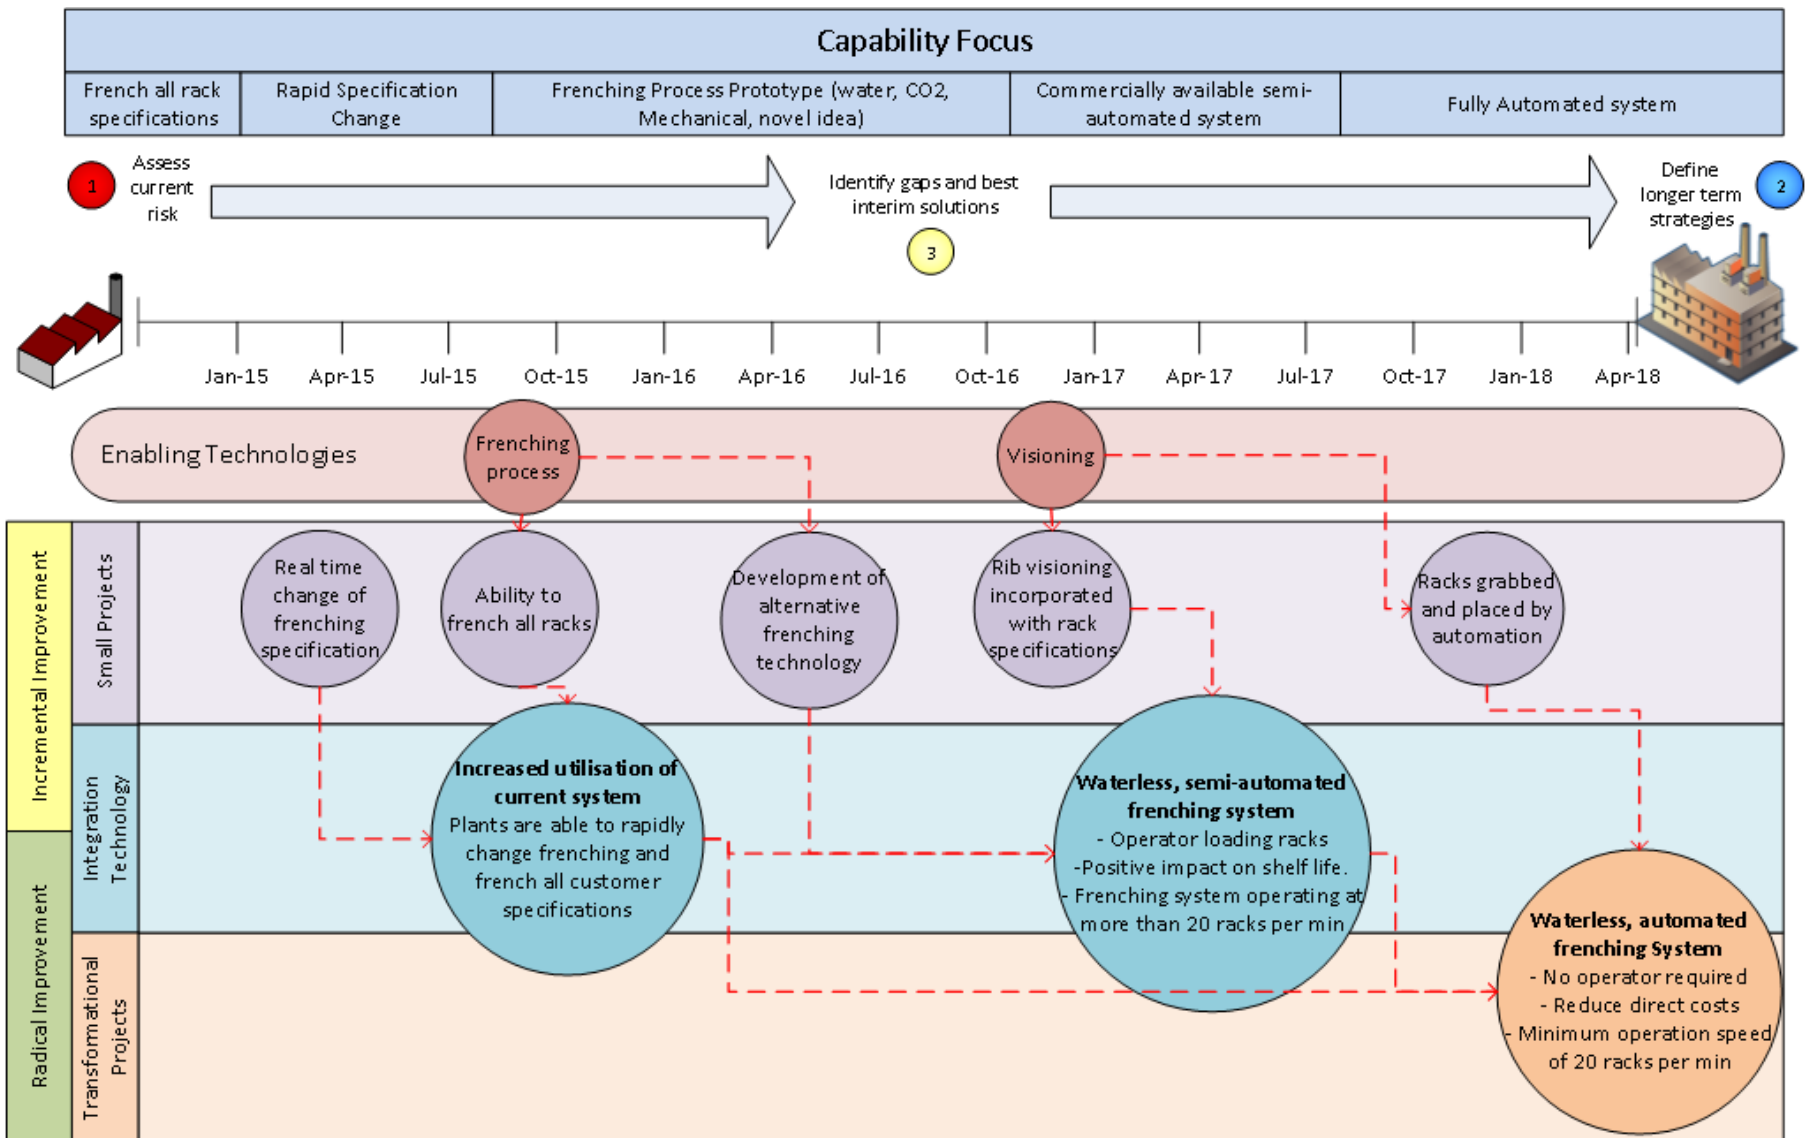 Capability Focus
French all rack
specifications
Rapid Specification
Change
Frenching Process Prototype (water, CO2,
Mechanical, novel idea)
Commercially available semi-
automated system
Fully Automated system
1
Assess
current
risk
Identify gaps and best
interim solutions
3
Define
longer term
strategies
2
Jan-15
Apr-15
Jul-15
Oct-15
Jan-16
Apr-16
Jul-16
Oct-16
Jan-17
Apr-17
Jul-17
Oct-17
Jan-18
Apr-18
Enabling Technologies
Frenching
process
Visioning
Incremental Improvement
Radical Improvement
Small Projects
Real time
change of
frenching
specification
Ability to
french all racks
Development of
alternative
frenching
technology
Rib visioning
incorporated
with rack
specifications
Racks grabbed
and placed by
automation
Integration
Technology
Increased utilisation of
current system
Plants are able to rapidly
change frenching and
french all customer
specifications
Waterless, semi-automated
frenching system
- Operator loading racks
-Positive impact on shelf life.
- Frenching system operating at
more than 20 racks per min
Transformational
Projects
Waterless, automated
frenching System
- No operator required
- Reduce direct costs
- Minimum operation speed
of 20 racks per min